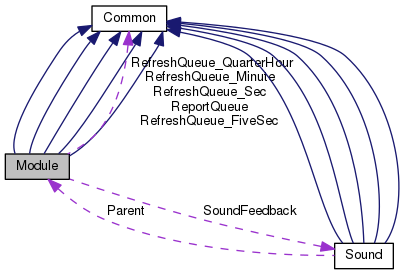 Common
RefreshQueue_QuarterHour
RefreshQueue_Minute
RefreshQueue_Sec
ReportQueue
RefreshQueue_FiveSec
Module
Parent
SoundFeedback
Sound